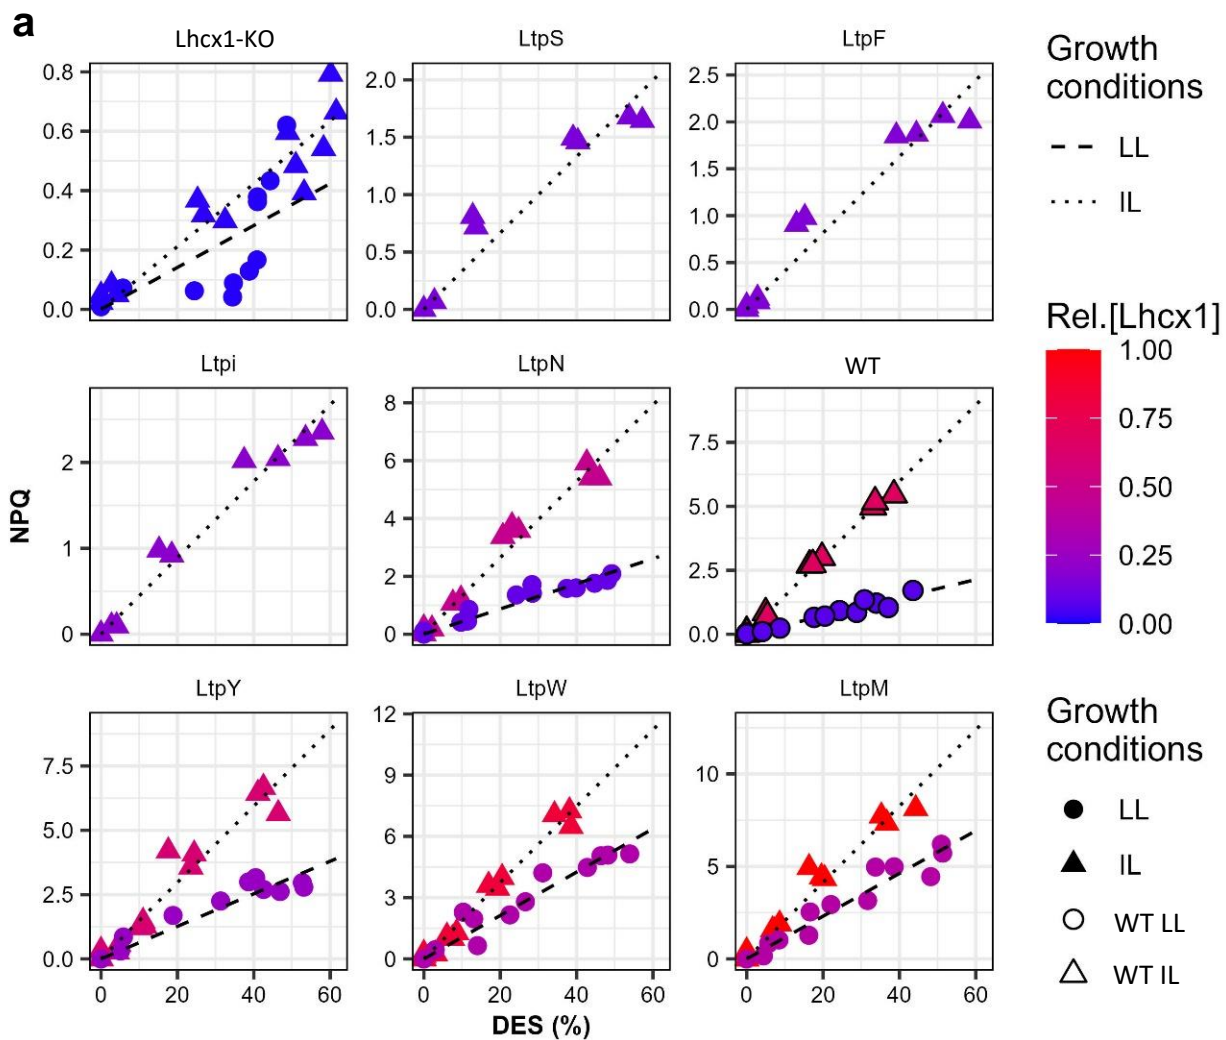 a
Lhcx1-KO
LtpS
LtpF
0.8
0.6
0.4
0.2
0.0
2.0
1.5
1.0
0.5
0.0
2.5
2.0
1.5
1.0
0.5
0.0
Ltpi
LtpN
WT
2
1
0
8
6
4
2
0
7.5
5.0
2.5
0.0
LtpY
LtpW
LtpM
7.5
5.0
2.5
0.0
12
9
6
3
0
10
5
0
0 20 40 60
0 20 40 60
0 20 40 60
NPQ
DES (%)
Growth
conditions
LL
IL
Rel.[Lhcx1]
1.00
0.75
0.50
0.25
0.00
Growth
conditions
LL
IL
WT LL
WT IL